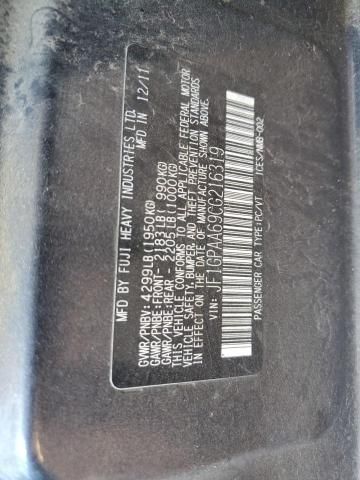 MFD BY FUJI HEAVY INDUSTRIES LTD.
MFD IN 12/11
GVWR/PNBV: 4299LB(1950KG)
GAWR/PNBE:FRONT- 2183LB( 990KG)
GAWR/PNBE:REAR - 2205LB(1000KG)
THIS VEHICLE CONFORMS TO ALL APPLICABLE FEDERAL MOTOR
VEHICLE SAFETY, BUMPER, AND THEFT PREVENTION STANDARDS
IN EFFECT ON THE DATE OF MANUFACTURE SHOWN ABOVE.
VIN: JF1GPAA69CG216319
PASSENGER CAR VEHICLE/TYPE:PC/VT
ICES/NMB-002